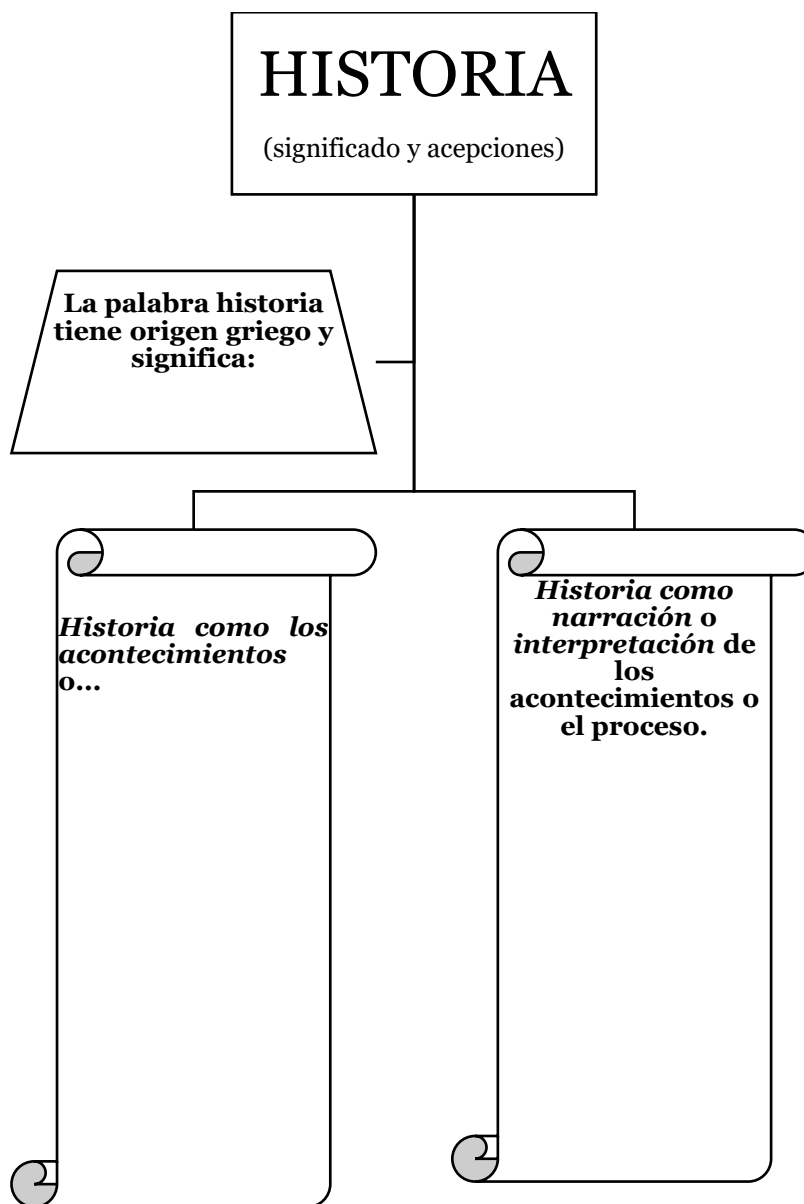 HISTORIA
(significado y acepciones)
La palabra historia
tiene origen griego y
significa:
Historia como los
acontecimientos
o...
Historia como
narración o
interpretación de
los
acontecimientos o
el proceso.